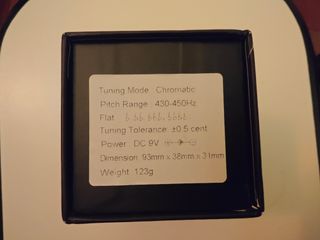 Tuning Mode : Chromatic
Pitch Range : 430-450Hz
Flat : ♭ ♭♭ ♭♭♭ ♭♭♭♭
Tuning Tolerance: ±0.5 cent
Power : DC 9V
Dimension: 93mm x 38mm x 31mm
Weight: 123g